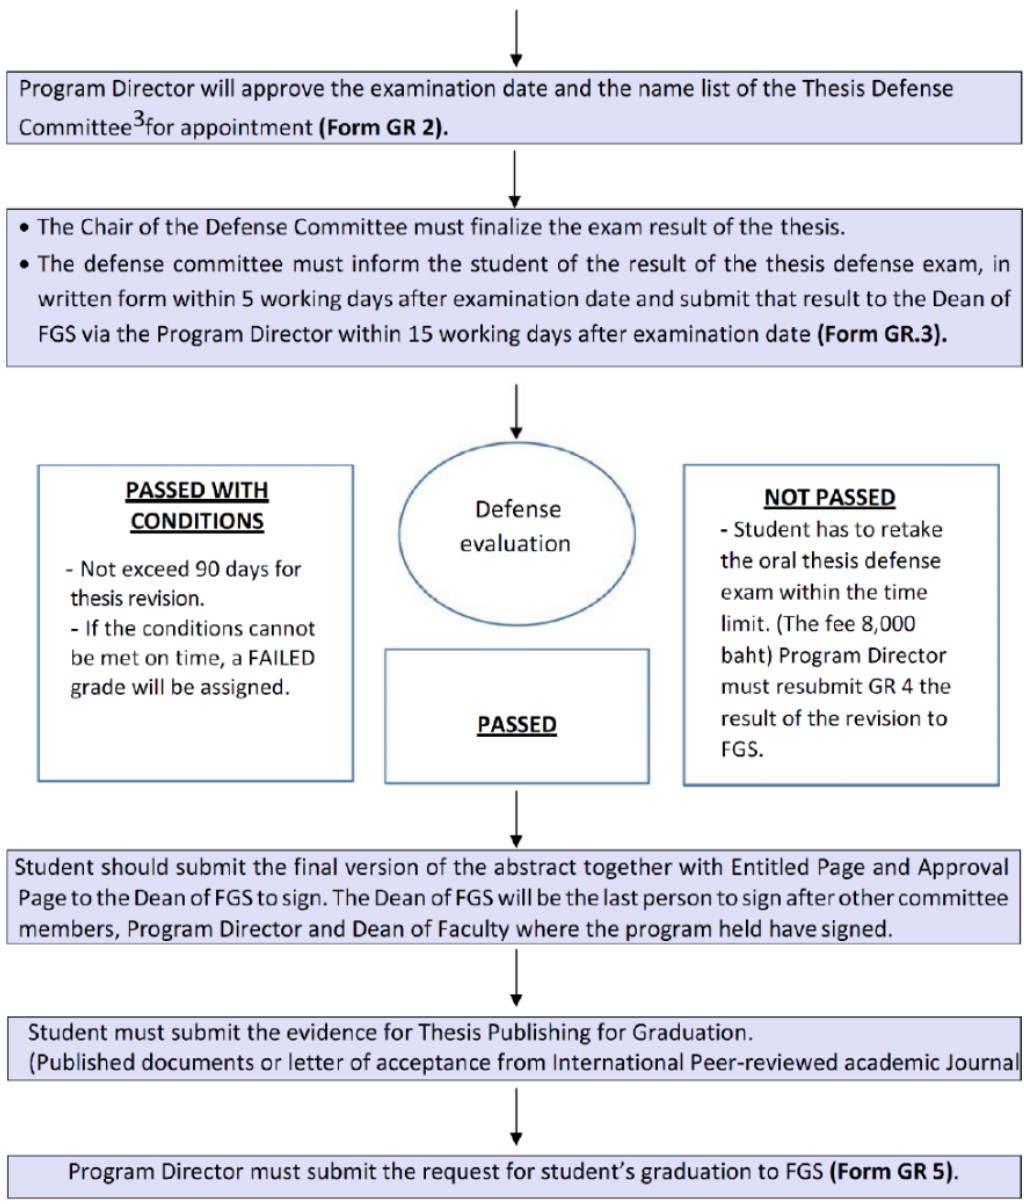 Program Director will approve the examination date and the name list of the Thesis Defense
Committee3for appointment (Form GR 2).
• The Chair of the Defense Committee must finalize the exam result of the thesis.
• The defense committee must inform the student of the result of the thesis defense exam, in
written form within 5 working days after examination date and submit that result to the Dean of
FGS via the Program Director within 15 working days after examination date (Form GR.3).
Defense
evaluation
PASSED WITH
CONDITIONS
- Not exceed 90 days for
thesis revision.
- If the conditions cannot
be met on time, a FAILED
grade will be assigned.
PASSED
NOT PASSED
- Student has to retake
the oral thesis defense
exam within the time
limit. (The fee 8,000
baht) Program Director
must resubmit GR 4 the
result of the revision to
FGS.
Student should submit the final version of the abstract together with Entitled Page and Approval
Page to the Dean of FGS to sign. The Dean of FGS will be the last person to sign after other committee
members, Program Director and Dean of Faculty where the program held have signed.
Student must submit the evidence for Thesis Publishing for Graduation.
(Published documents or letter of acceptance from International Peer-reviewed academic Journal
Program Director must submit the request for student's graduation to FGS (Form GR 5).